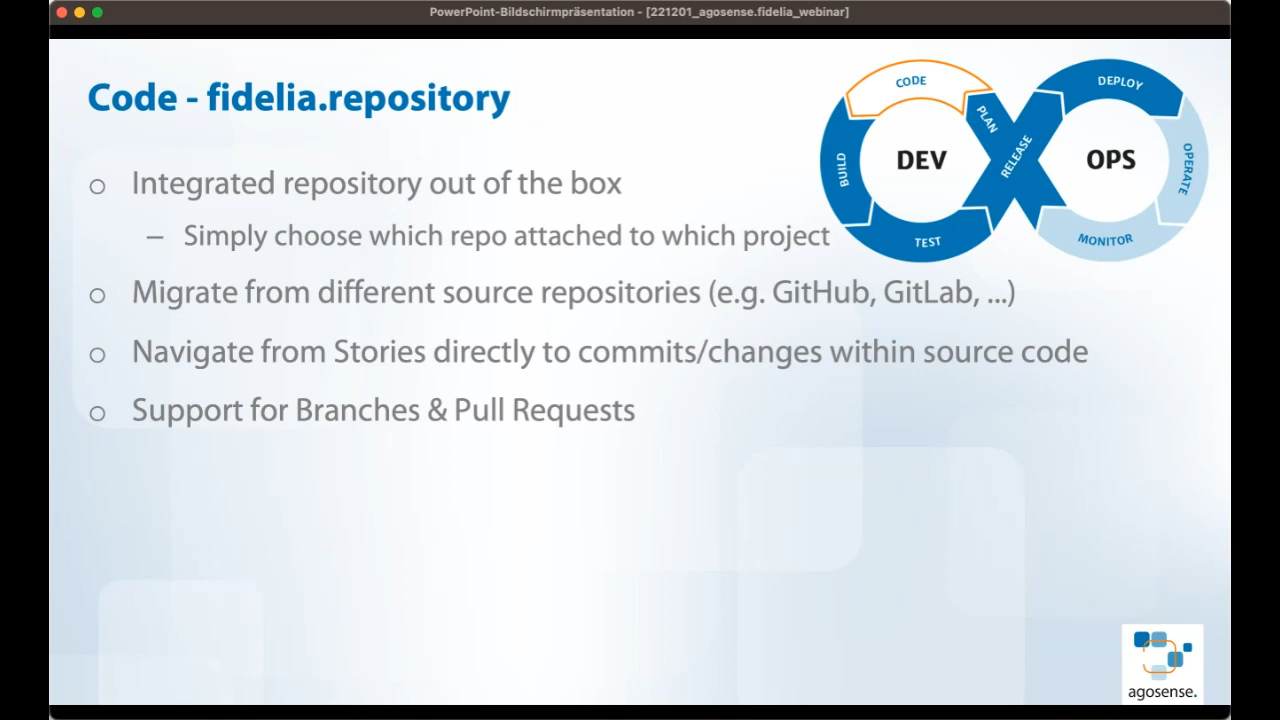 PowerPoint-Bildschirmpräsentation - [221201_agosense.fidelia_webinar]
Code - fidelia.repository
Integrated repository out of the box
– Simply choose which repo attached to which project
Migrate from different source repositories (e.g. GitHub, GitLab, ...)
Navigate from Stories directly to commits/changes within source code
Support for Branches & Pull Requests
CODE
PLAN
BUILD
DEV
TEST
RELEASE
DEPLOY
OPS
OPERATE
MONITOR
agosense.